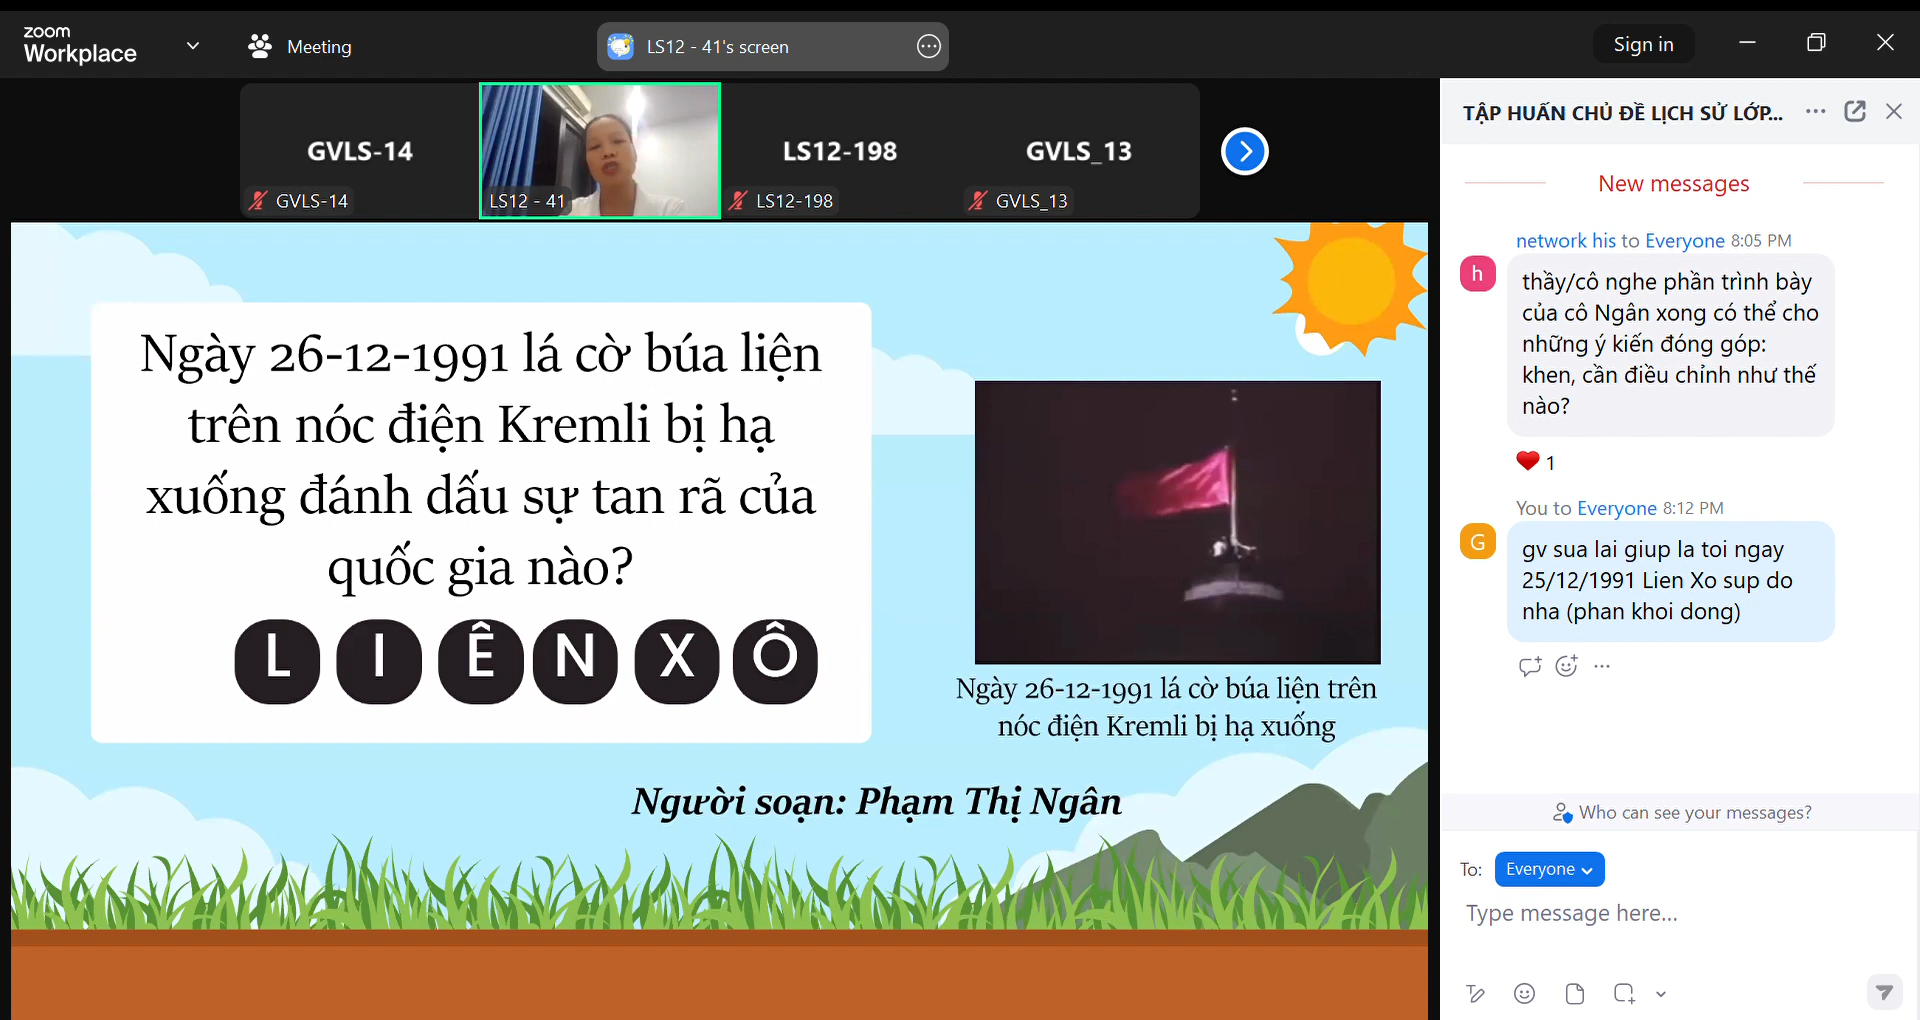 zoom
Workplace
Meeting
LS12 - 41's screen
Sign in
GVLS-14
LS12-198
GVLS_13
GVLS-14
LS12 - 41
LS12-198
GVLS_13
Ngày 26-12-1991 lá cờ búa liện
trên nóc điện Kremli bị hạ
xuống đánh dấu sự tan rã của
quốc gia nào?
L I Ê N X Ô
Ngày 26-12-1991 lá cờ búa liện trên
nóc điện Kremli bị hạ xuống
Người soạn: Phạm Thị Ngân
TẬP HUẤN CHỦ ĐỀ LỊCH SỬ LỚP...
New messages
network his to Everyone 8:05 PM
h
thầy/cô nghe phần trình bày
của cô Ngân xong có thể cho
những ý kiến đóng góp:
khen, cần điều chỉnh như thế
nào?
1
You to Everyone 8:12 PM
G
gv sua lai giup la toi ngay
25/12/1991 Lien Xo sup do
nha (phan khoi dong)
Who can see your messages?
To: Everyone
Type message here...